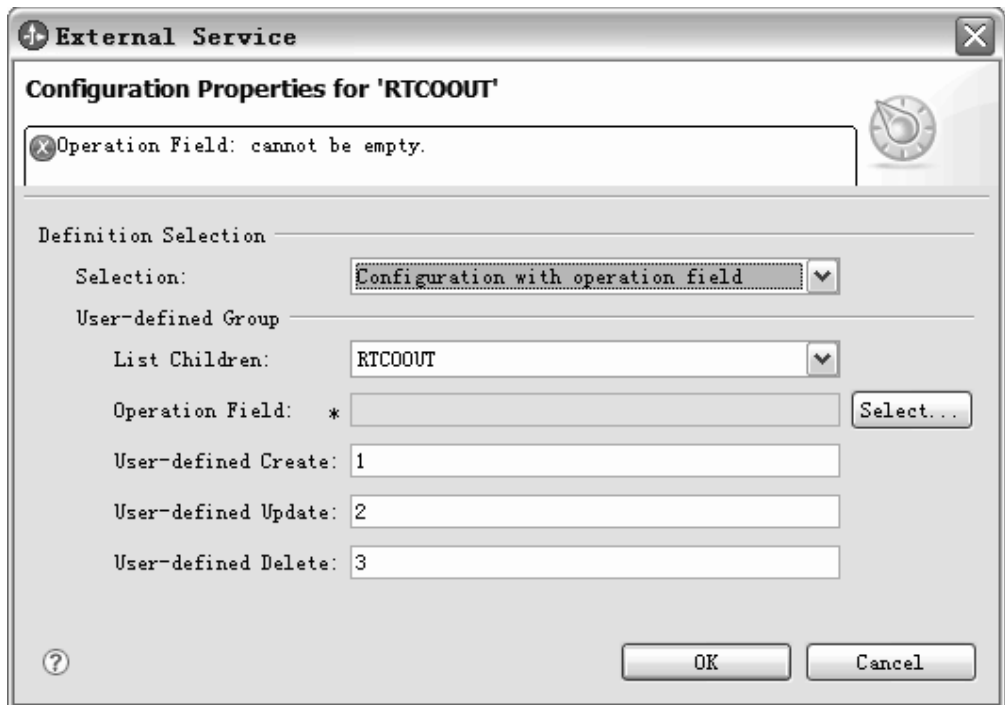 External Service
Configuration Properties for 'RTCOOUT'
Operation Field: cannot be empty.
Definition Selection
Selection: Configuration with operation field
User-defined Group
List Children: RTCOOUT
Operation Field: * Select...
User-defined Create: 1
User-defined Update: 2
User-defined Delete: 3
? OK Cancel